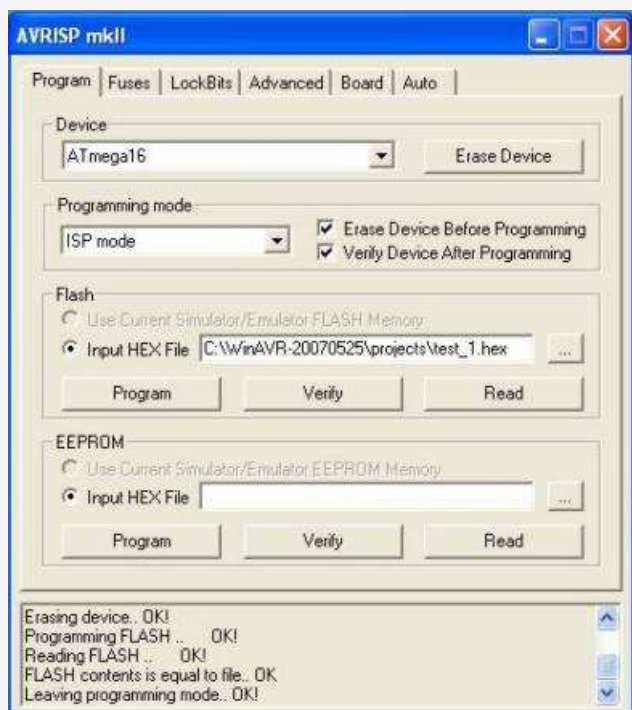 AVRISP mkII
Program Fuses LockBits Advanced Board Auto
Device
ATmega16 Erase Device
Programming mode
ISP mode Erase Device Before Programming
Verify Device After Programming
Flash
Use Current Simulator/Emulator FLASH Memory
Input HEX File C:\WinAVR-20070525\projects\test_1.hex ...
Program Verify Read
EEPROM
Use Current Simulator/Emulator EEPROM Memory
Input HEX File ...
Program Verify Read
Erasing device.. OK!
Programming FLASH .. OK!
Reading FLASH .. OK!
FLASH contents is equal to file.. OK
Leaving programming mode.. OK!